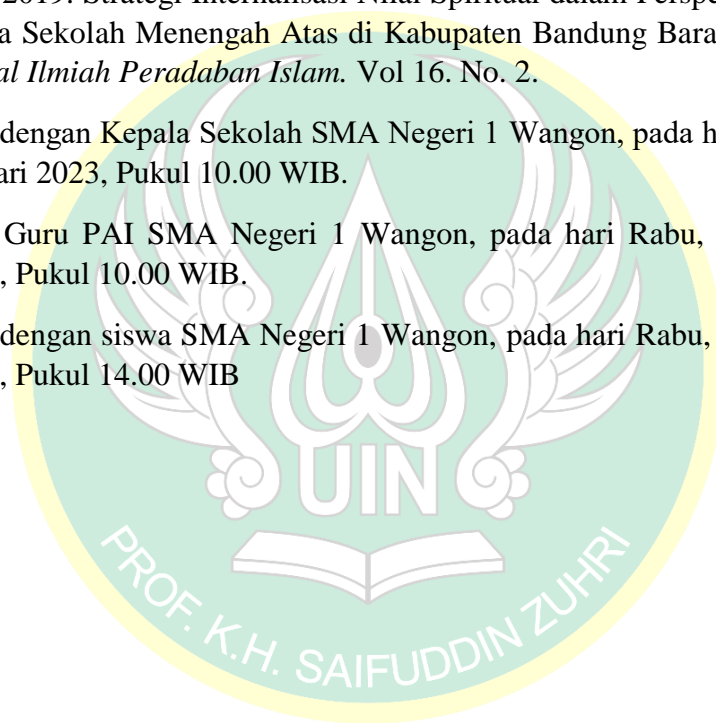 2019. Strategi Internalisasi Nilai Spiritual dalam Perspe
a Sekolah Menengah Atas di Kabupaten Bandung Bara
al Ilmiah Peradaban Islam. Vol 16. No. 2.
dengan Kepala Sekolah SMA Negeri 1 Wangon, pada h
ari 2023, Pukul 10.00 WIB.
Guru PAI SMA Negeri 1 Wangon, pada hari Rabu,
, Pukul 10.00 WIB.
dengan siswa SMA Negeri 1 Wangon, pada hari Rabu,
, Pukul 14.00 WIB
UIN
PROF. K.H. SAIFUDDIN ZUHRI